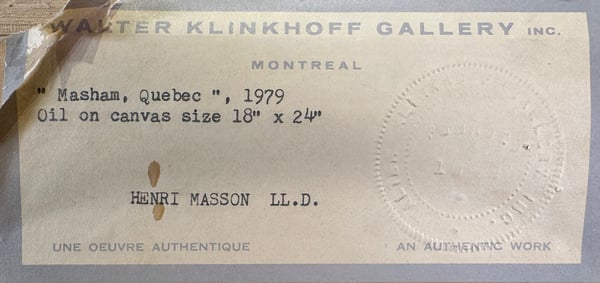 WALTER KLINKHOFF GALLERY INC.
MONTREAL
" Masham, Quebec ", 1979
Oil on canvas size 18" x 24"
HENRI MASSON LL.D.
UNE OEUVRE AUTHENTIQUE
AN AUTHENTIC WORK